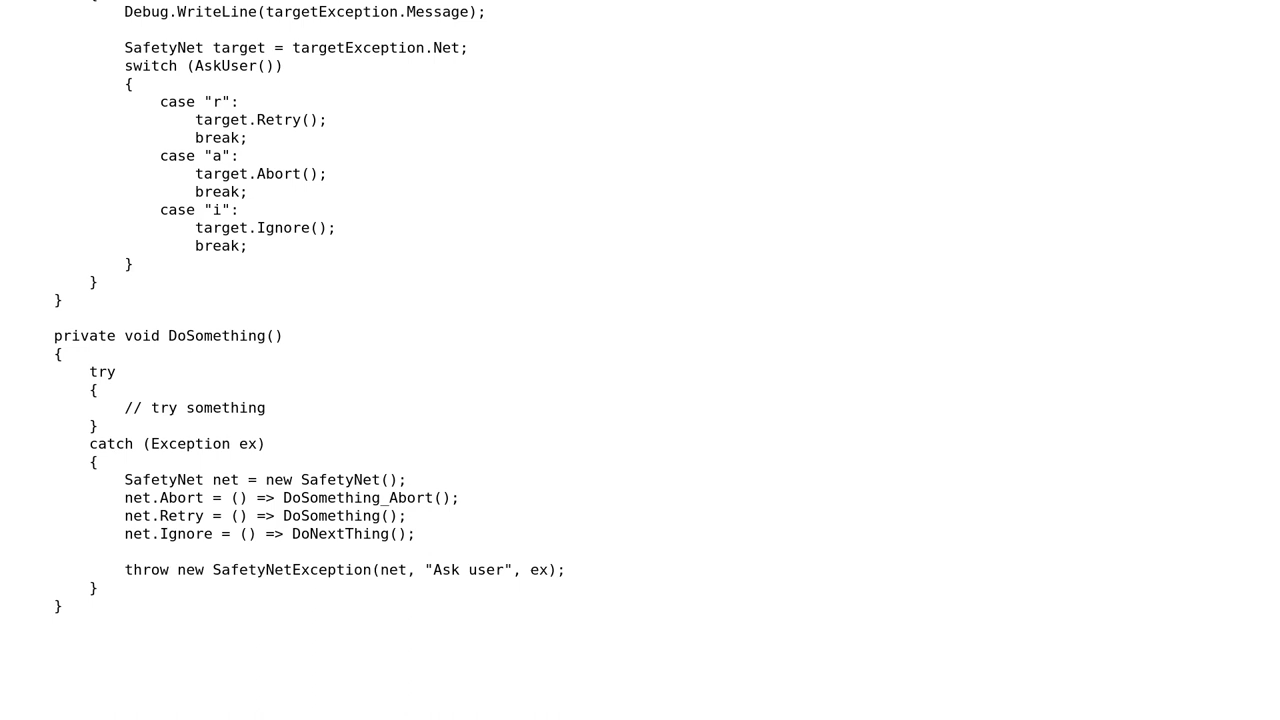 Debug.WriteLine(targetException.Message);
SafetyNet target = targetException.Net;
switch (AskUser())
{
case "r":
target.Retry();
break;
case "a":
target.Abort();
break;
case "i":
target.Ignore();
break;
}
}
}
private void DoSomething()
{
try
{
// try something
}
catch (Exception ex)
{
SafetyNet net = new SafetyNet();
net.Abort = () => DoSomething_Abort();
net.Retry = () => DoSomething();
net.Ignore = () => DoNextThing();
throw new SafetyNetException(net, "Ask user", ex);
}
}